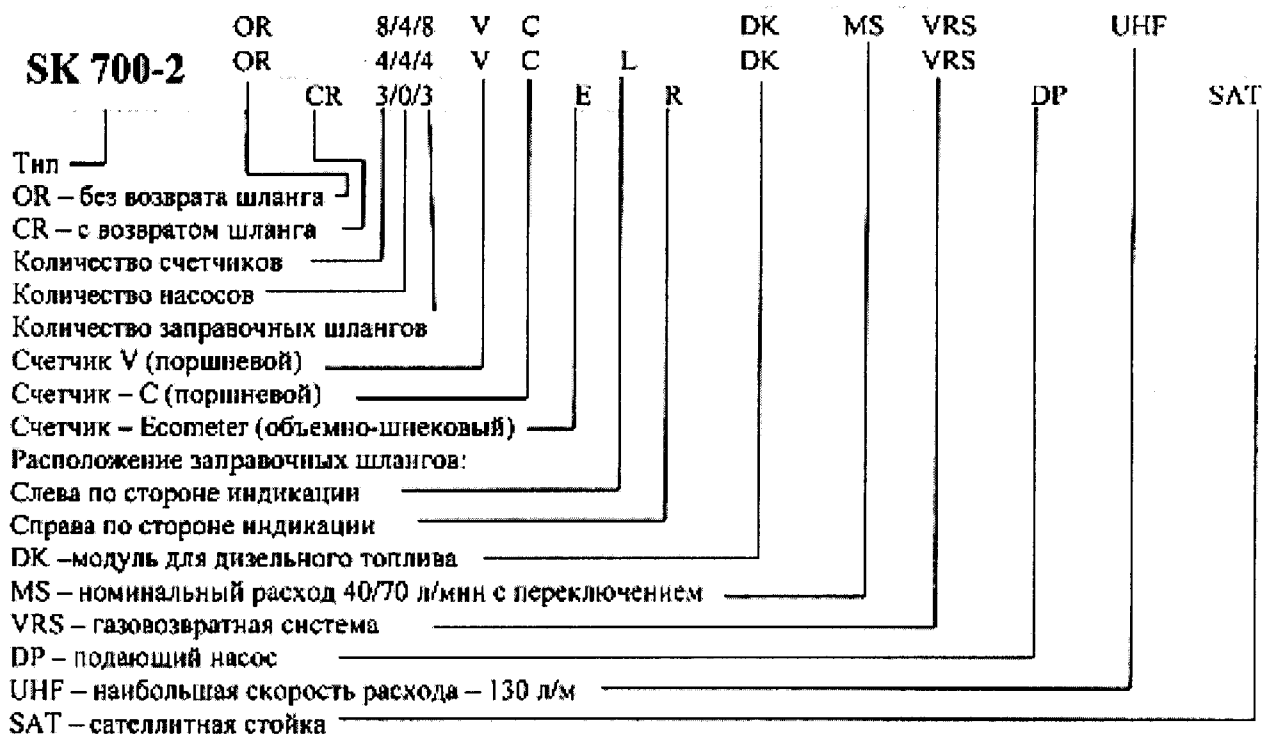 OR 8/4/8 V C DK MS VRS UHF
SK 700-2 OR 4/4/4 V C L DK VRS
CR 3/0/3 E R DP SAT
Тип
OR – без возврата шланга
CR – с возвратом шланга
Количество счетчиков
Количество насосов
Количество заправочных шлангов
Счетчик V (поршневой)
Счетчик – С (поршневой)
Счетчик – Ecometer (объемно-шнековый)
Расположение заправочных шлангов:
Слева по стороне индикации
Справа по стороне индикации
DK –модуль для дизельного топлива
MS – номинальный расход 40/70 л/мин с переключением
VRS – газовозвратная система
DP – подающий насос
UHF – наибольшая скорость расхода – 130 л/м
SAT – сателлитная стойка